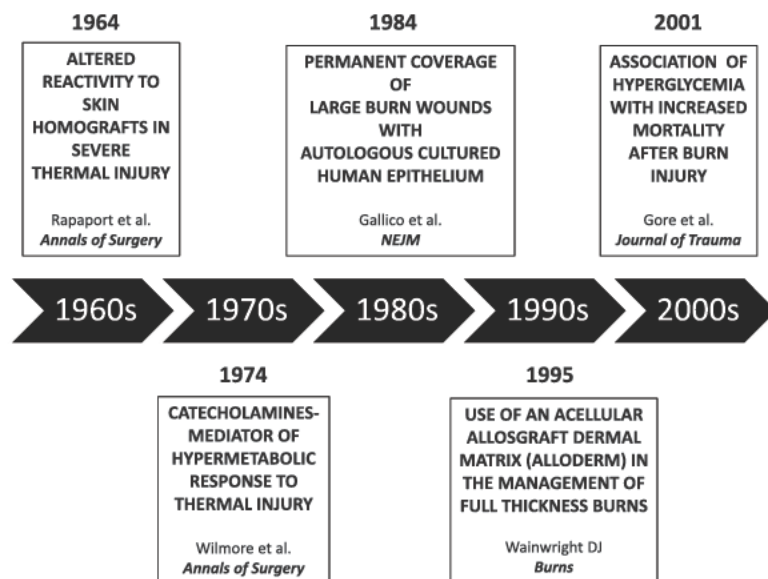 1964
ALTERED
REACTIVITY TO
SKIN
HOMOGRAFTS IN
SEVERE
THERMAL INJURY
Rapaport et al.
Annals of Surgery
1984
PERMANENT COVERAGE
OF
LARGE BURN WOUNDS
WITH
AUTOLOGOUS CULTURED
HUMAN EPITHELIUM
Gallico et al.
NEJM
2001
ASSOCIATION OF
HYPERGLYCEMIA
WITH INCREASED
MORTALITY
AFTER BURN
INJURY
Gore et al.
Journal of Trauma
1960s
1970s
1980s
1990s
2000s
1974
CATECHOLAMINES-
MEDIATOR OF
HYPERMETABOLIC
RESPONSE TO
THERMAL INJURY
Wilmore et al.
Annals of Surgery
1995
USE OF AN ACELLULAR
ALLOSGRAFT DERMAL
MATRIX (ALLODERM) IN
THE MANAGEMENT OF
FULL THICKNESS BURNS
Wainwright DJ
Burns